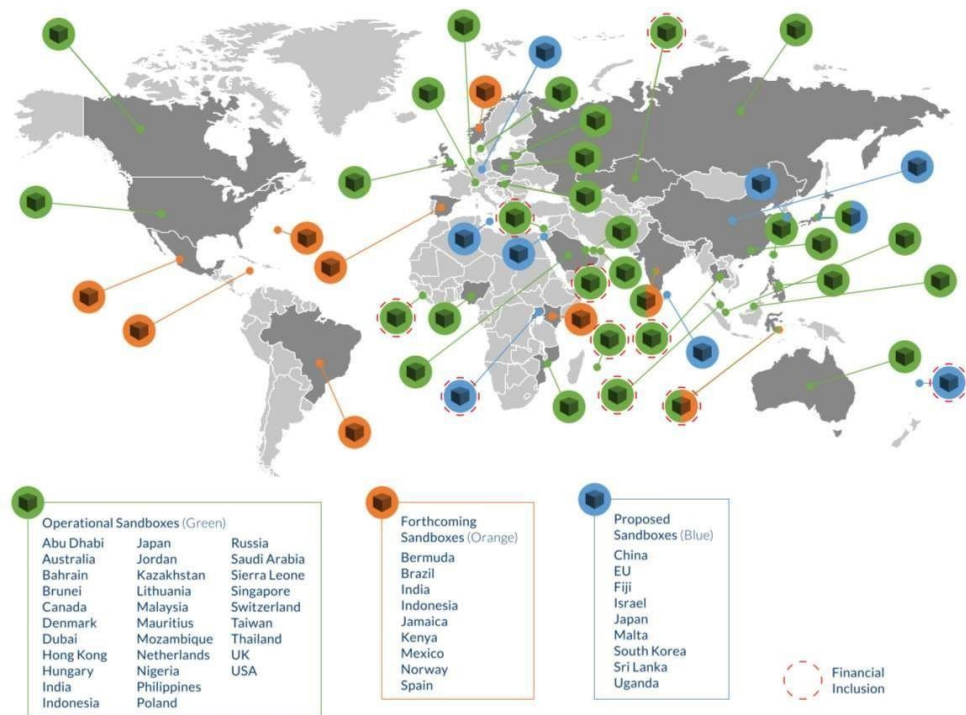 Operational Sandboxes (Green)
Abu Dhabi
Australia
Bahrain
Brunei
Canada
Denmark
Dubai
Hong Kong
Hungary
India
Indonesia
Japan
Jordan
Kazakhstan
Lithuania
Malaysia
Mauritius
Mozambique
Netherlands
Nigeria
Philippines
Poland
Russia
Saudi Arabia
Sierra Leone
Singapore
Switzerland
Taiwan
Thailand
UK
USA
Forthcoming
Sandboxes (Orange)
Bermuda
Brazil
India
Indonesia
Jamaica
Kenya
Mexico
Norway
Spain
Proposed
Sandboxes (Blue)
China
EU
Fiji
Israel
Japan
Malta
South Korea
Sri Lanka
Uganda
Financial
Inclusion